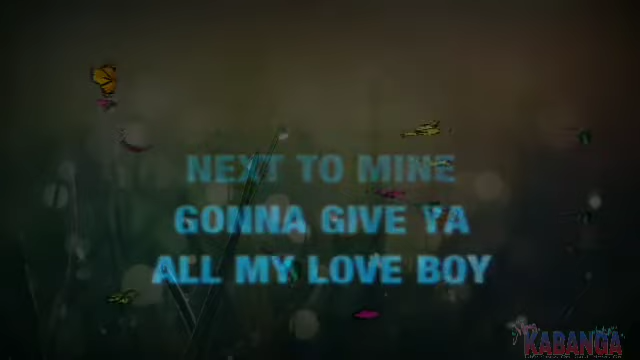 NEXT TO MINE
GONNA GIVE YA
ALL MY LOVE BOY
KABANGA